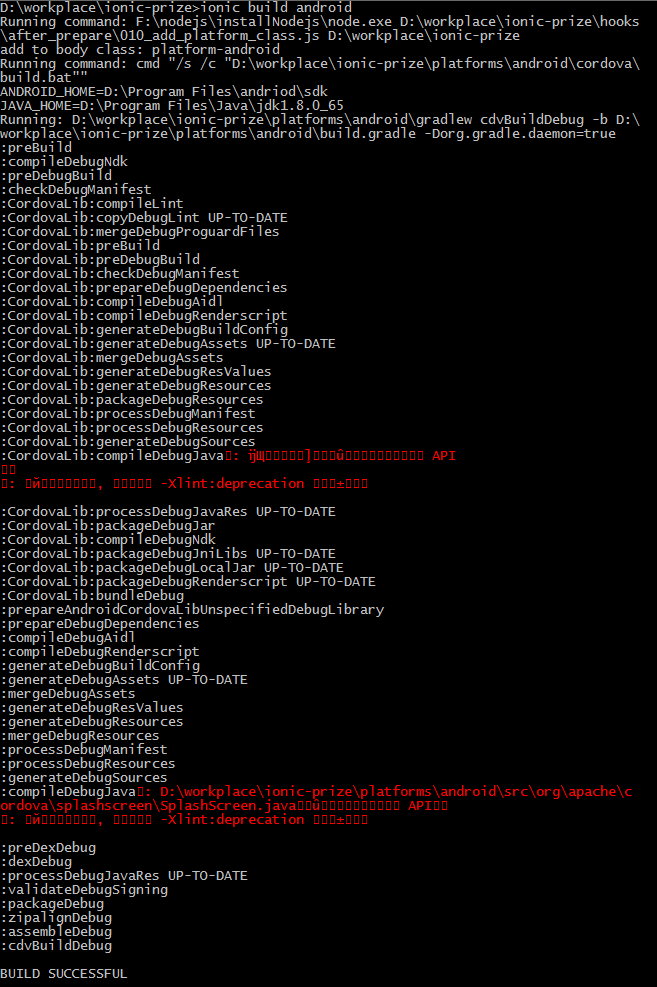 D:\workplace\ionic-prize>ionic build android
Running command: F:\nodejs\installNodejs\node.exe D:\workplace\ionic-prize\hooks
\after_prepare\010_add_platform_class.js D:\workplace\ionic-prize
add to body class: platform-android
Running command: cmd "/s /c "D:\workplace\ionic-prize\platforms\android\cordova\
build.bat""
ANDROID_HOME=D:\Program Files\andriod\sdk
JAVA_HOME=D:\Program Files\Java\jdk1.8.0_65
Running: D:\workplace\ionic-prize\platforms\android\gradlew cdvBuildDebug -b D:\
workplace\ionic-prize\platforms\android\build.gradle -Dorg.gradle.daemon=true
:preBuild
:compileDebugNdk
:preDebugBuild
:checkDebugManifest
:CordovaLib:compileLint
:CordovaLib:copyDebugLint UP-TO-DATE
:CordovaLib:mergeDebugProguardFiles
:CordovaLib:preBuild
:CordovaLib:preDebugBuild
:CordovaLib:checkDebugManifest
:CordovaLib:prepareDebugDependencies
:CordovaLib:compileDebugAidl
:CordovaLib:compileDebugRenderscript
:CordovaLib:generateDebugBuildConfig
:CordovaLib:generateDebugAssets UP-TO-DATE
:CordovaLib:mergeDebugAssets
:CordovaLib:generateDebugResValues
:CordovaLib:generateDebugResources
:CordovaLib:packageDebugResources
:CordovaLib:processDebugManifest
:CordovaLib:processDebugResources
:CordovaLib:generateDebugSources
:CordovaLib:compileDebugJava : API
: , -Xlint:deprecation
:CordovaLib:processDebugJavaRes UP-TO-DATE
:CordovaLib:packageDebugJar
:CordovaLib:compileDebugNdk
:CordovaLib:packageDebugJniLibs UP-TO-DATE
:CordovaLib:packageDebugLocalJar UP-TO-DATE
:CordovaLib:packageDebugRenderscript UP-TO-DATE
:CordovaLib:bundleDebug
:prepareAndroidCordovaLibUnspecifiedDebugLibrary
:prepareDebugDependencies
:compileDebugAidl
:compileDebugRenderscript
:generateDebugBuildConfig
:generateDebugAssets UP-TO-DATE
:mergeDebugAssets
:generateDebugResValues
:generateDebugResources
:mergeDebugResources
:processDebugManifest
:processDebugResources
:generateDebugSources
:compileDebugJava : D:\workplace\ionic-prize\platforms\android\src\org\apache\c
ordova\splashscreen\SplashScreen.java API
: , -Xlint:deprecation
:preDexDebug
:dexDebug
:processDebugJavaRes UP-TO-DATE
:validateDebugSigning
:packageDebug
:zipalignDebug
:assembleDebug
:cdvBuildDebug
BUILD SUCCESSFUL